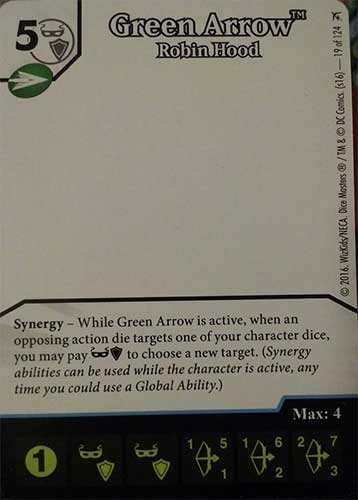 5
Green Arrow™
Robin Hood
© 2016. WizKids/NECA. Dice Masters ® / TM & © DC Comics. (s16) — 19 of 124
Synergy – While Green Arrow is active, when an
opposing action die targets one of your character dice,
you may pay to choose a new target. (Synergy
abilities can be used while the character is active, any
time you could use a Global Ability.)
Max: 4
1
1 5 1
1 6 2
2 7 3